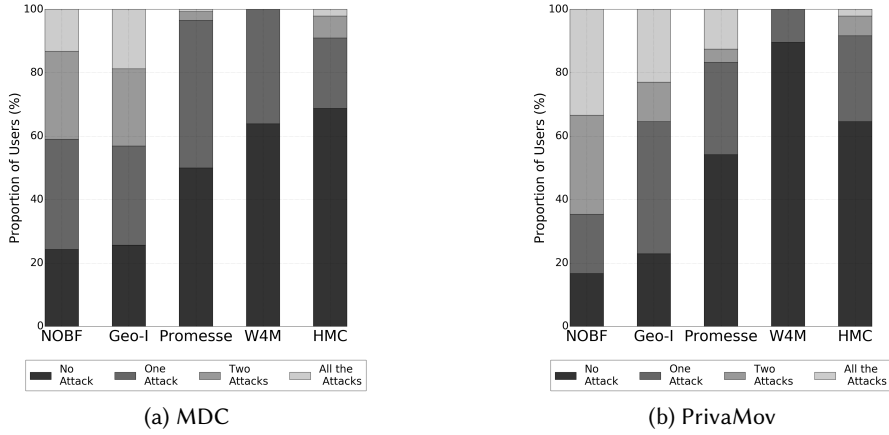 100
80
60
40
20
0
Proportion of Users (%)
NOBF Geo-I Promesse W4M HMC
No Attack
One Attack
Two Attacks
All the Attacks
(a) MDC
100
80
60
40
20
0
Proportion of Users (%)
NOBF Geo-I Promesse W4M HMC
No Attack
One Attack
Two Attacks
All the Attacks
(b) PrivaMov